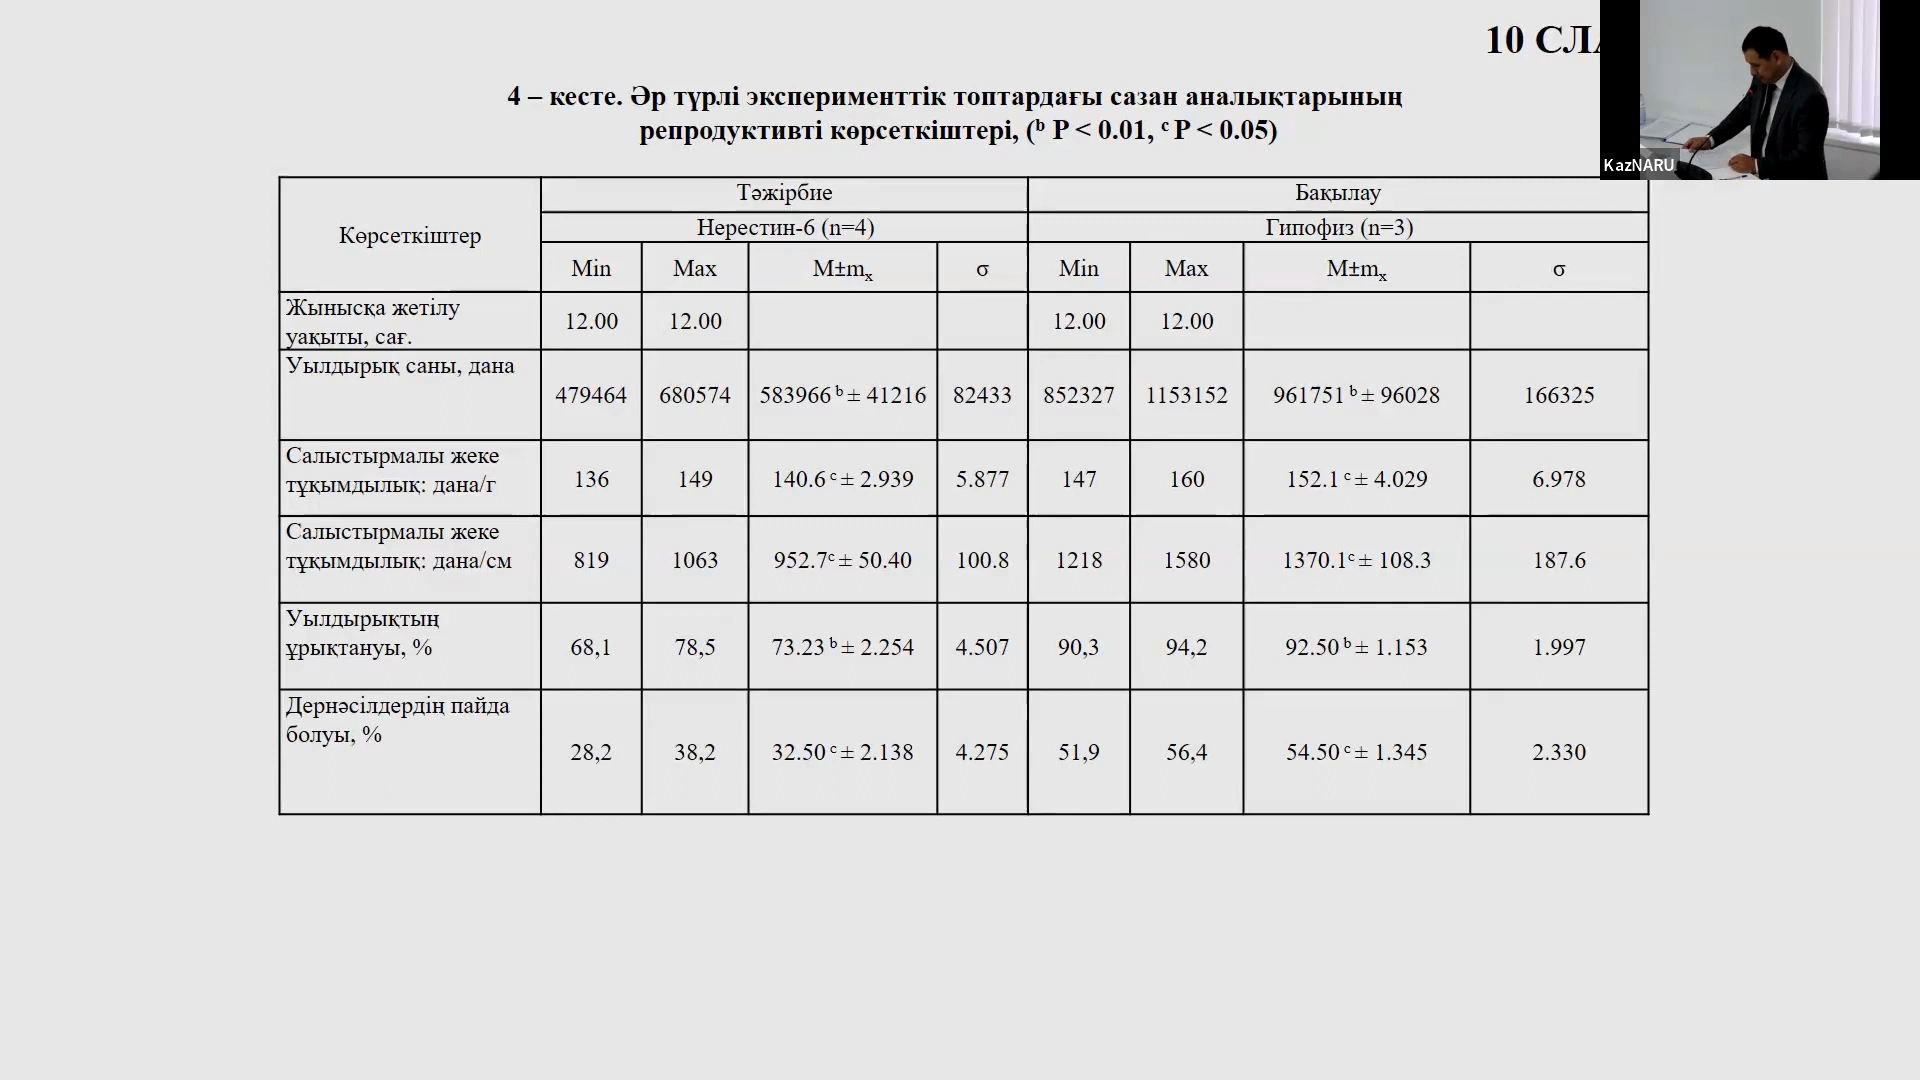 10 СЛА
KazNARU
4 – кесте. Әр түрлі эксперименттік топтардағы сазан аналықтарының
репродуктивті көрсеткіштері, (ᵇ P < 0.01, ᶜ P < 0.05)
Көрсеткіштер Тәжірбие Бақылау
Нерестин-6 (n=4) Гипофиз (n=3)
Min Max M±mₓ σ Min Max M±mₓ σ
Жынысқа жетілу
уақыты, сағ. 12.00 12.00 12.00 12.00
Уылдырық саны, дана 479464 680574 583966 ᵇ ± 41216 82433 852327 1153152 961751 ᵇ ± 96028 166325
Салыстырмалы жеке
тұқымдылық: дана/г 136 149 140.6 ᶜ ± 2.939 5.877 147 160 152.1 ᶜ ± 4.029 6.978
Салыстырмалы жеке
тұқымдылық: дана/см 819 1063 952.7ᶜ ± 50.40 100.8 1218 1580 1370.1ᶜ ± 108.3 187.6
Уылдырықтың
ұрықтануы, % 68,1 78,5 73.23 ᵇ ± 2.254 4.507 90,3 94,2 92.50 ᵇ ± 1.153 1.997
Дернәсілдердің пайда
болуы, % 28,2 38,2 32.50 ᶜ ± 2.138 4.275 51,9 56,4 54.50 ᶜ ± 1.345 2.330